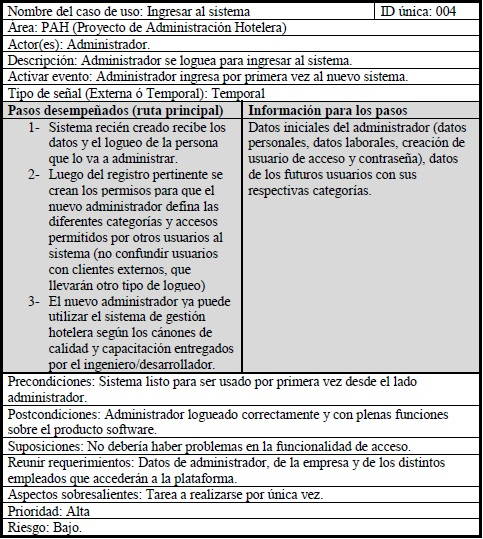 Nombre del caso de uso: Ingresar al sistema ID única: 004
Area: PAH (Proyecto de Administración Hotelera)
Actor(es): Administrador.
Descripción: Administrador se loguea para ingresar al sistema.
Activar evento: Administrador ingresa por primera vez al nuevo sistema.
Tipo de señal (Externa ó Temporal): Temporal
Pasos desempeñados (ruta principal)
1- Sistema recién creado recibe los
datos y el logueo de la persona
que lo va a administrar.
2- Luego del registro pertinente se
crean los permisos para que el
nuevo administrador defina las
diferentes categorías y accesos
permitidos por otros usuarios al
sistema (no confundir usuarios
con clientes externos, que
llevarán otro tipo de logueo)
3- El nuevo administrador ya puede
utilizar el sistema de gestión
hotelera según los cánones de
calidad y capacitación entregados
por el ingeniero/desarrollador.
Información para los pasos
Datos iniciales del administrador (datos
personales, datos laborales, creación de
usuario de acceso y contraseña), datos
de los futuros usuarios con sus
respectivas categorías.
Precondiciones: Sistema listo para ser usado por primera vez desde el lado
administrador.
Postcondiciones: Administrador logueado correctamente y con plenas funciones
sobre el producto software.
Suposiciones: No debería haber problemas en la funcionalidad de acceso.
Reunir requerimientos: Datos de administrador, de la empresa y de los distintos
empleados que accederán a la plataforma.
Aspectos sobresalientes: Tarea a realizarse por única vez.
Prioridad: Alta
Riesgo: Bajo.